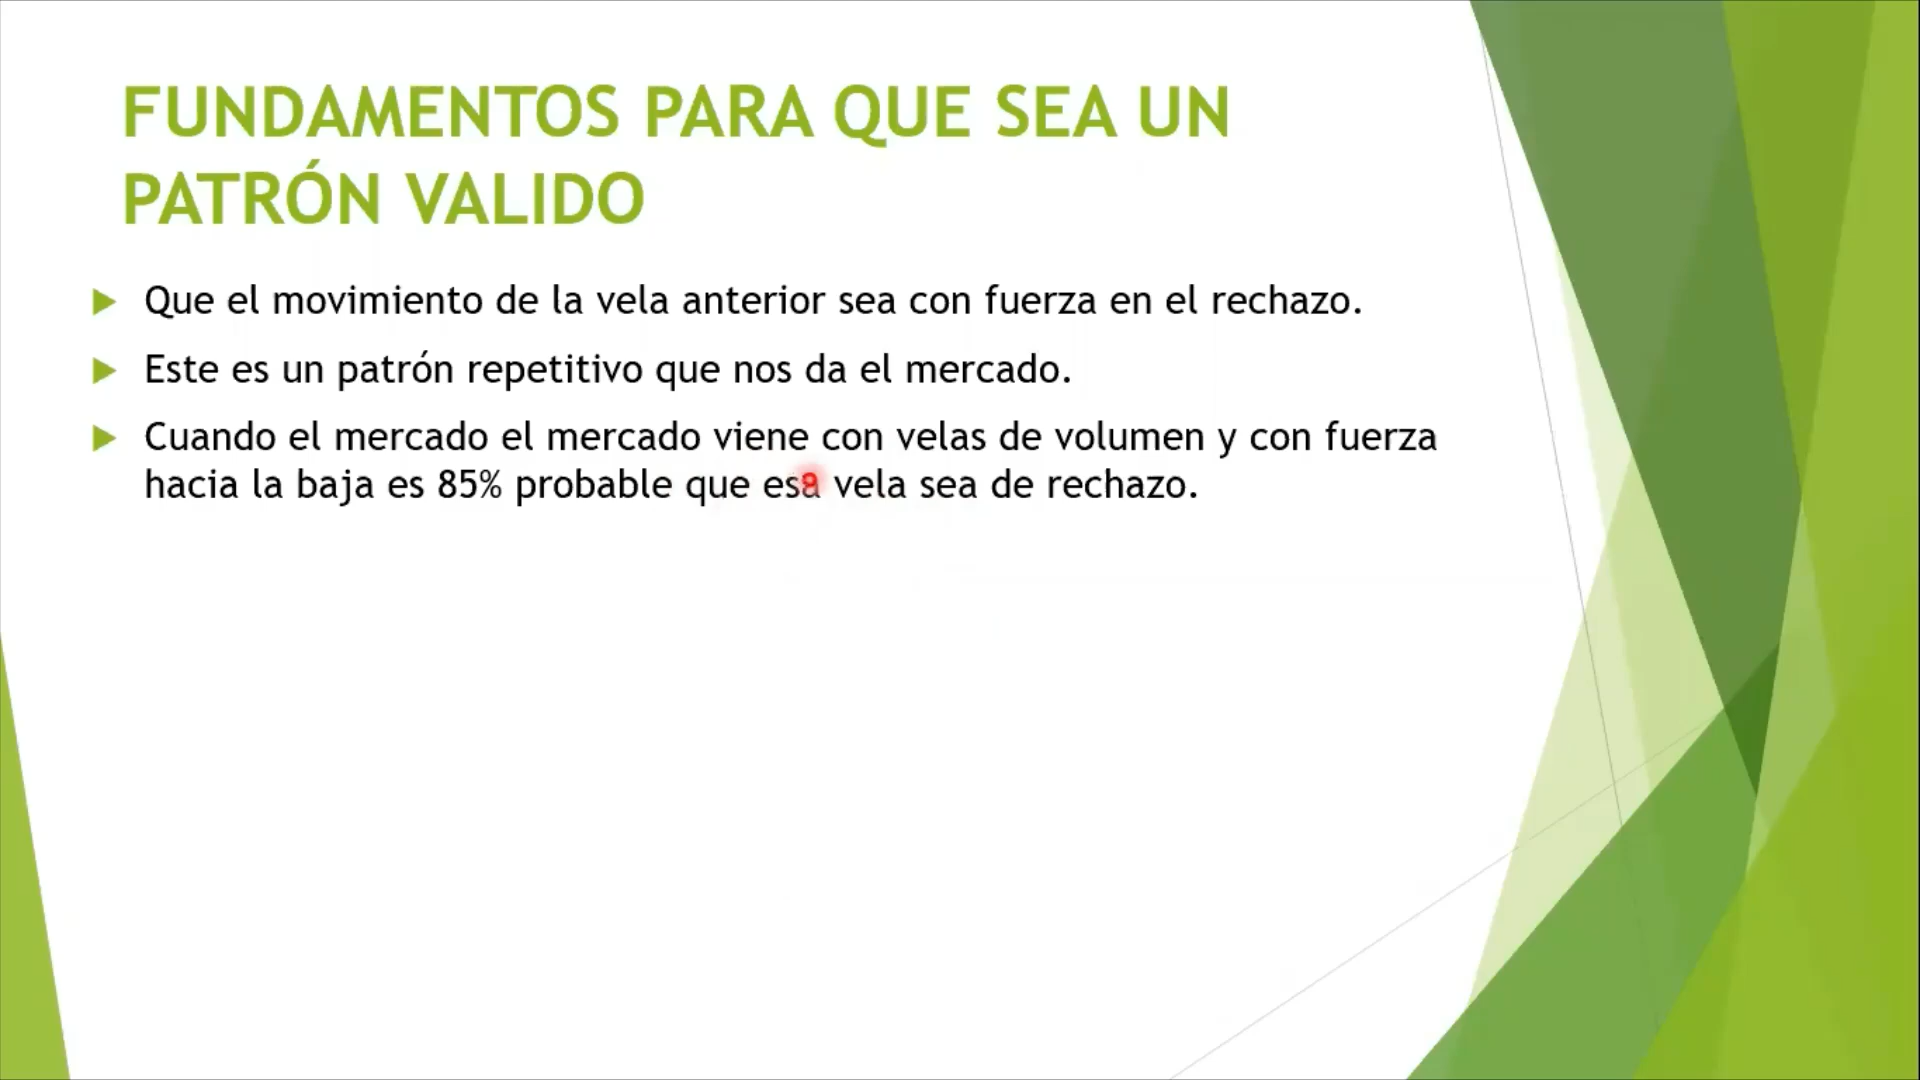 FUNDAMENTOS PARA QUE SEA UN
PATRÓN VALIDO
Que el movimiento de la vela anterior sea con fuerza en el rechazo.
Este es un patrón repetitivo que nos da el mercado.
Cuando el mercado el mercado viene con velas de volumen y con fuerza
hacia la baja es 85% probable que esa vela sea de rechazo.